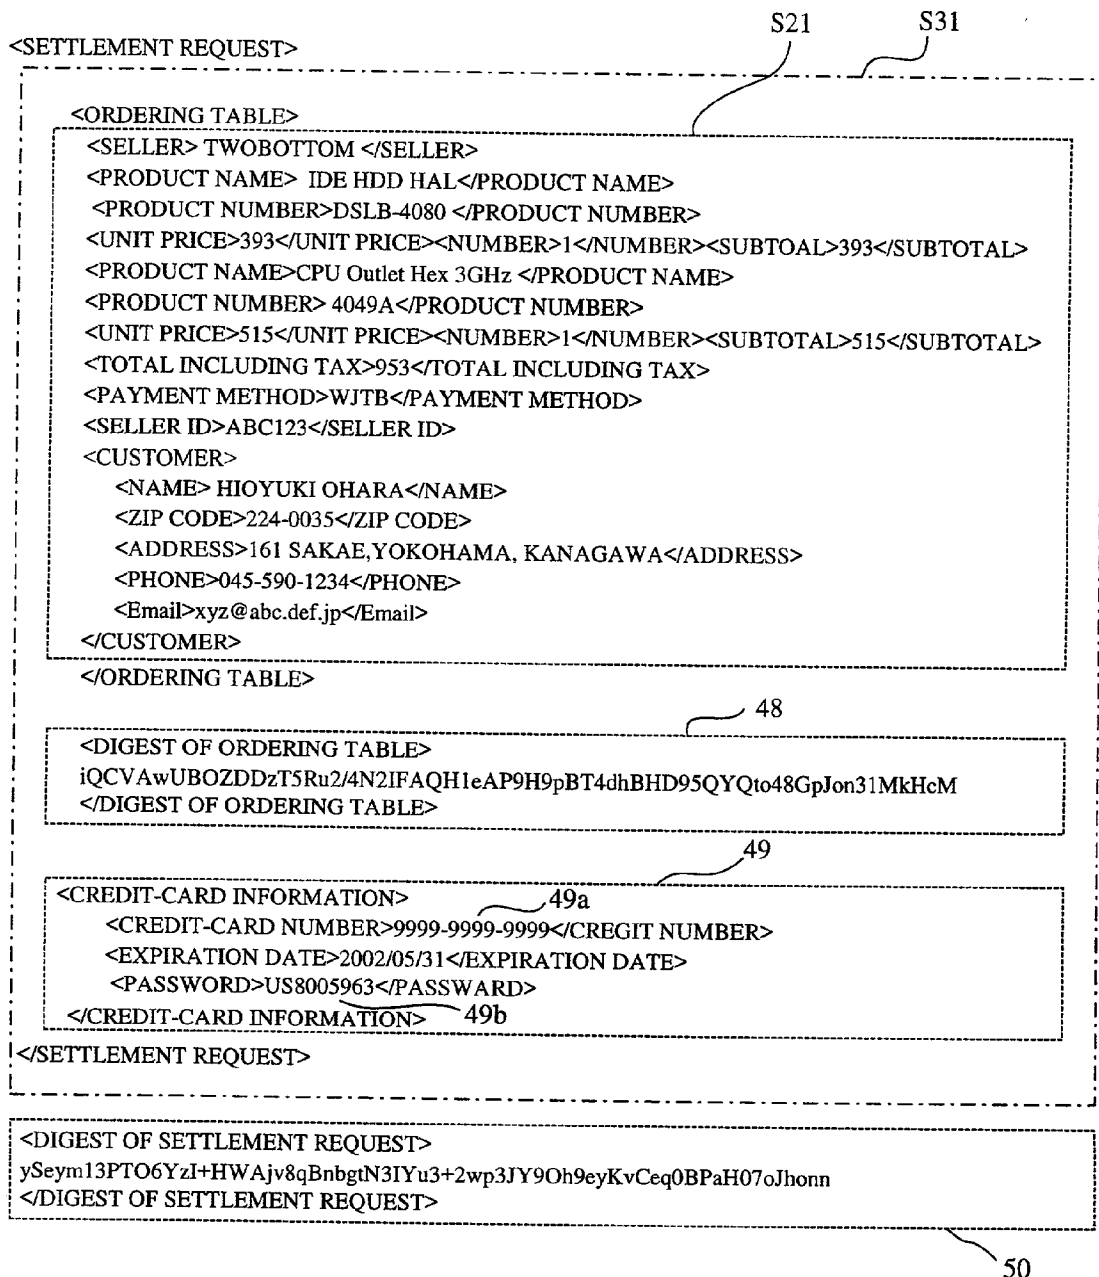 S21 S31
<SETTLEMENT REQUEST>
<ORDERING TABLE>
<SELLER> TWOBOTTOM </SELLER>
<PRODUCT NAME> IDE HDD HAL</PRODUCT NAME>
<PRODUCT NUMBER>DSLB-4080 </PRODUCT NUMBER>
<UNIT PRICE>393</UNIT PRICE><NUMBER>1</NUMBER><SUBTOAL>393</SUBTOTAL>
<PRODUCT NAME>CPU Outlet Hex 3GHz </PRODUCT NAME>
<PRODUCT NUMBER> 4049A</PRODUCT NUMBER>
<UNIT PRICE>515</UNIT PRICE><NUMBER>1</NUMBER><SUBTOTAL>515</SUBTOTAL>
<TOTAL INCLUDING TAX>953</TOTAL INCLUDING TAX>
<PAYMENT METHOD>WJTB</PAYMENT METHOD>
<SELLER ID>ABC123</SELLER ID>
<CUSTOMER>
<NAME> HIOYUKI OHARA</NAME>
<ZIP CODE>224-0035</ZIP CODE>
<ADDRESS>161 SAKAE,YOKOHAMA, KANAGAWA</ADDRESS>
<PHONE>045-590-1234</PHONE>
<Email>xyz@abc.def.jp</Email>
</CUSTOMER>
</ORDERING TABLE>
48
<DIGEST OF ORDERING TABLE>
iQCVAwUBOZDDzT5Ru2/4N2IFAQH1eAP9H9pBT4dhBHD95QYQto48GpJon31MkHcM
</DIGEST OF ORDERING TABLE>
49
<CREDIT-CARD INFORMATION>
49a
<CREDIT-CARD NUMBER>9999-9999-9999</CREGIT NUMBER>
<EXPIRATION DATE>2002/05/31</EXPIRATION DATE>
<PASSWORD>US8005963</PASSWARD>
</CREDIT-CARD INFORMATION> 49b
</SETTLEMENT REQUEST>
<DIGEST OF SETTLEMENT REQUEST>
ySeym13PTO6YzI+HWAjv8qBnbgtN3IYu3+2wp3JY9Oh9eyKvCeq0BPaH07oJhonn
</DIGEST OF SETTLEMENT REQUEST>
50